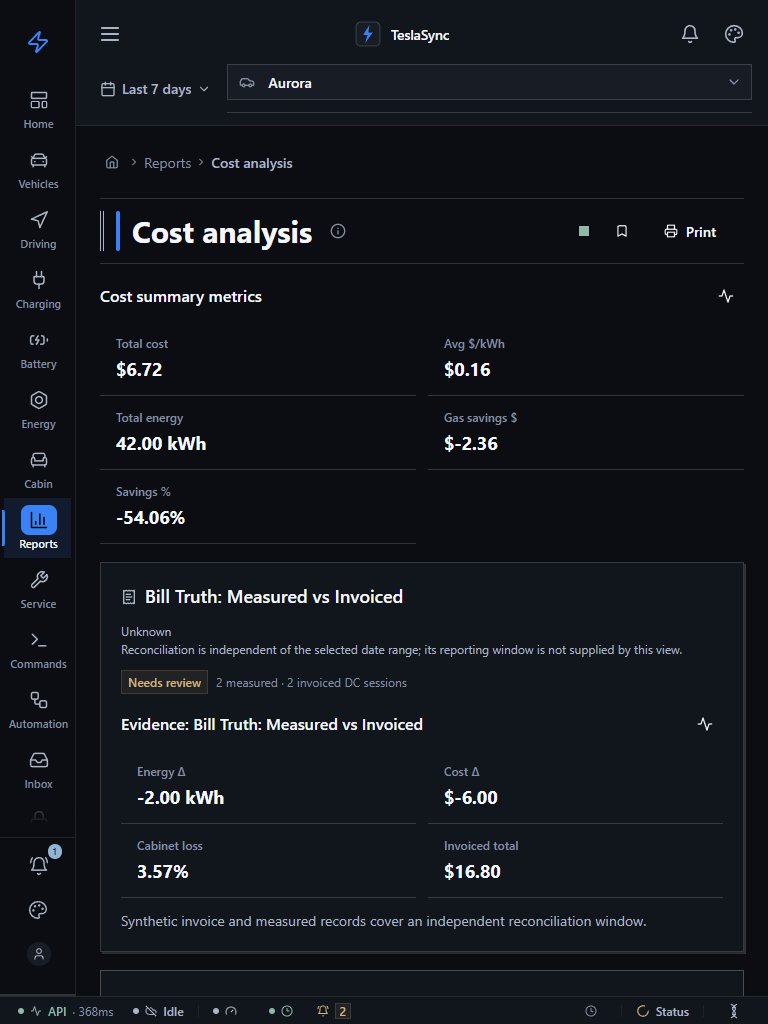 TeslaSync
Last 7 days
Aurora
Home
Vehicles
Driving
Charging
Battery
Energy
Cabin
Reports
Service
Commands
Automation
Inbox
1
Reports
Cost analysis
Cost analysis
Print
Cost summary metrics
Total cost
$6.72
Avg $/kWh
$0.16
Total energy
42.00 kWh
Gas savings $
$-2.36
Savings %
-54.06%
Bill Truth: Measured vs Invoiced
Unknown
Reconciliation is independent of the selected date range; its reporting window is not supplied by this view.
Needs review 2 measured · 2 invoiced DC sessions
Evidence: Bill Truth: Measured vs Invoiced
Energy Δ
-2.00 kWh
Cost Δ
$-6.00
Cabinet loss
3.57%
Invoiced total
$16.80
Synthetic invoice and measured records cover an independent reconciliation window.
API · 368ms
Idle
2
Status